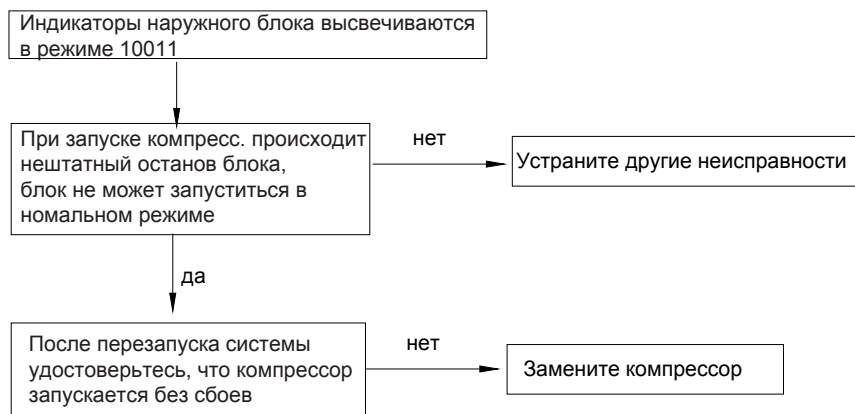 Индикаторы наружного блока высвечиваются
в режиме 10011
При запуске компресс. происходит
нештатный останов блока,
блок не может запуститься в
номальном режиме
нет
Устраните другие неисправности
да
После перезапуска системы
удостоверьтесь, что компрессор
запускается без сбоев
нет
Замените компрессор